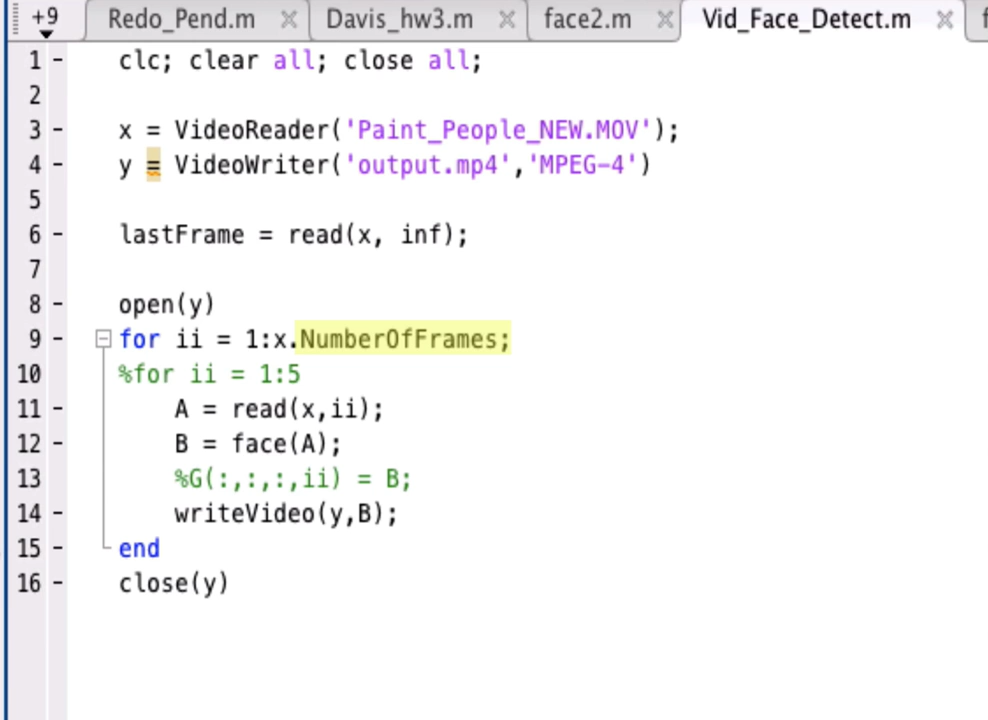 +9 Redo_Pend.m Davis_hw3.m face2.m Vid_Face_Detect.m
1 - clc; clear all; close all;
2
3 - x = VideoReader('Paint_People_NEW.MOV');
4 - y = VideoWriter('output.mp4','MPEG-4')
5
6 - lastFrame = read(x, inf);
7
8 - open(y)
9 - for ii = 1:x.NumberOfFrames;
10 %for ii = 1:5
11 - A = read(x,ii);
12 - B = face(A);
13 %G(:,:,:,ii) = B;
14 - writeVideo(y,B);
15 - end
16 - close(y)